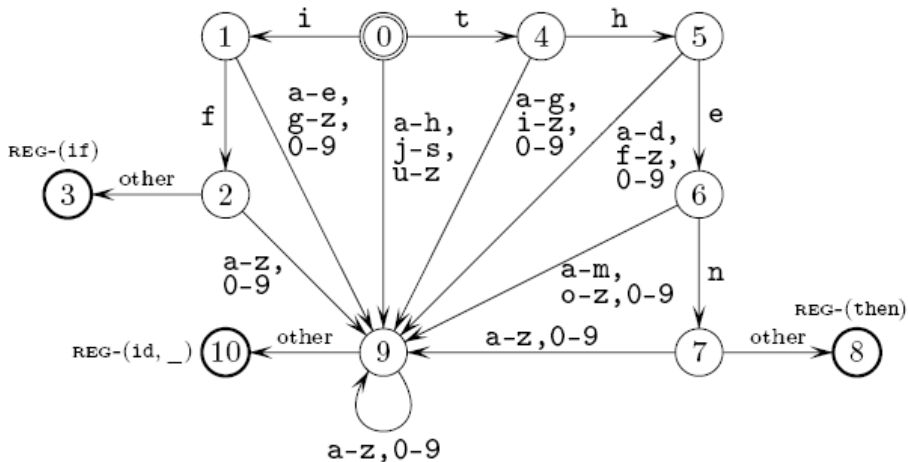 1 i 0 t 4 h 5
a-e,
g-z,
0-9
a-h,
j-s,
u-z
a-g,
i-z,
0-9
a-d,
f-z,
0-9
f
e
REG-(if)
3 other 2
6
a-z,
0-9
a-m,
o-z,0-9
n
REG-(then)
REG-(id, _) 10 other 9 a-z,0-9 7 other 8
a-z,0-9